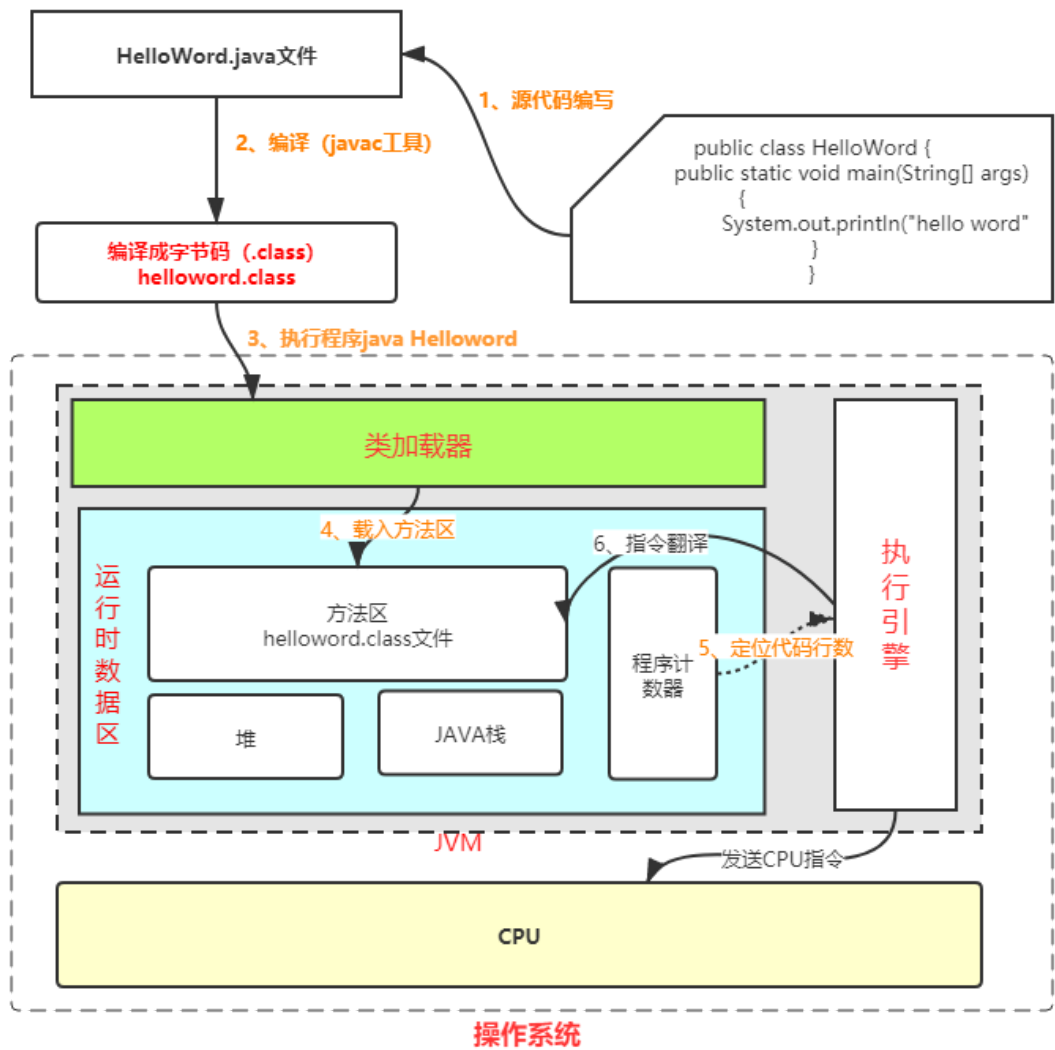 HelloWord.java文件
1、源代码编写
2、编译（javac工具)
public class HelloWord {
public static void main(String[] args)
{
System.out.println("hello word"
}
}
编译成字节码（.class）
helloword.class
3、执行程序java Helloword
类加载器
4、载入方法区
6、指令翻译
运
行
时
数
据
区
方法区
helloword.class文件
程序计
数器
5、定位代码行数
执
行
引
擎
堆
JAVA栈
JVM
发送CPU指令
CPU
操作系统